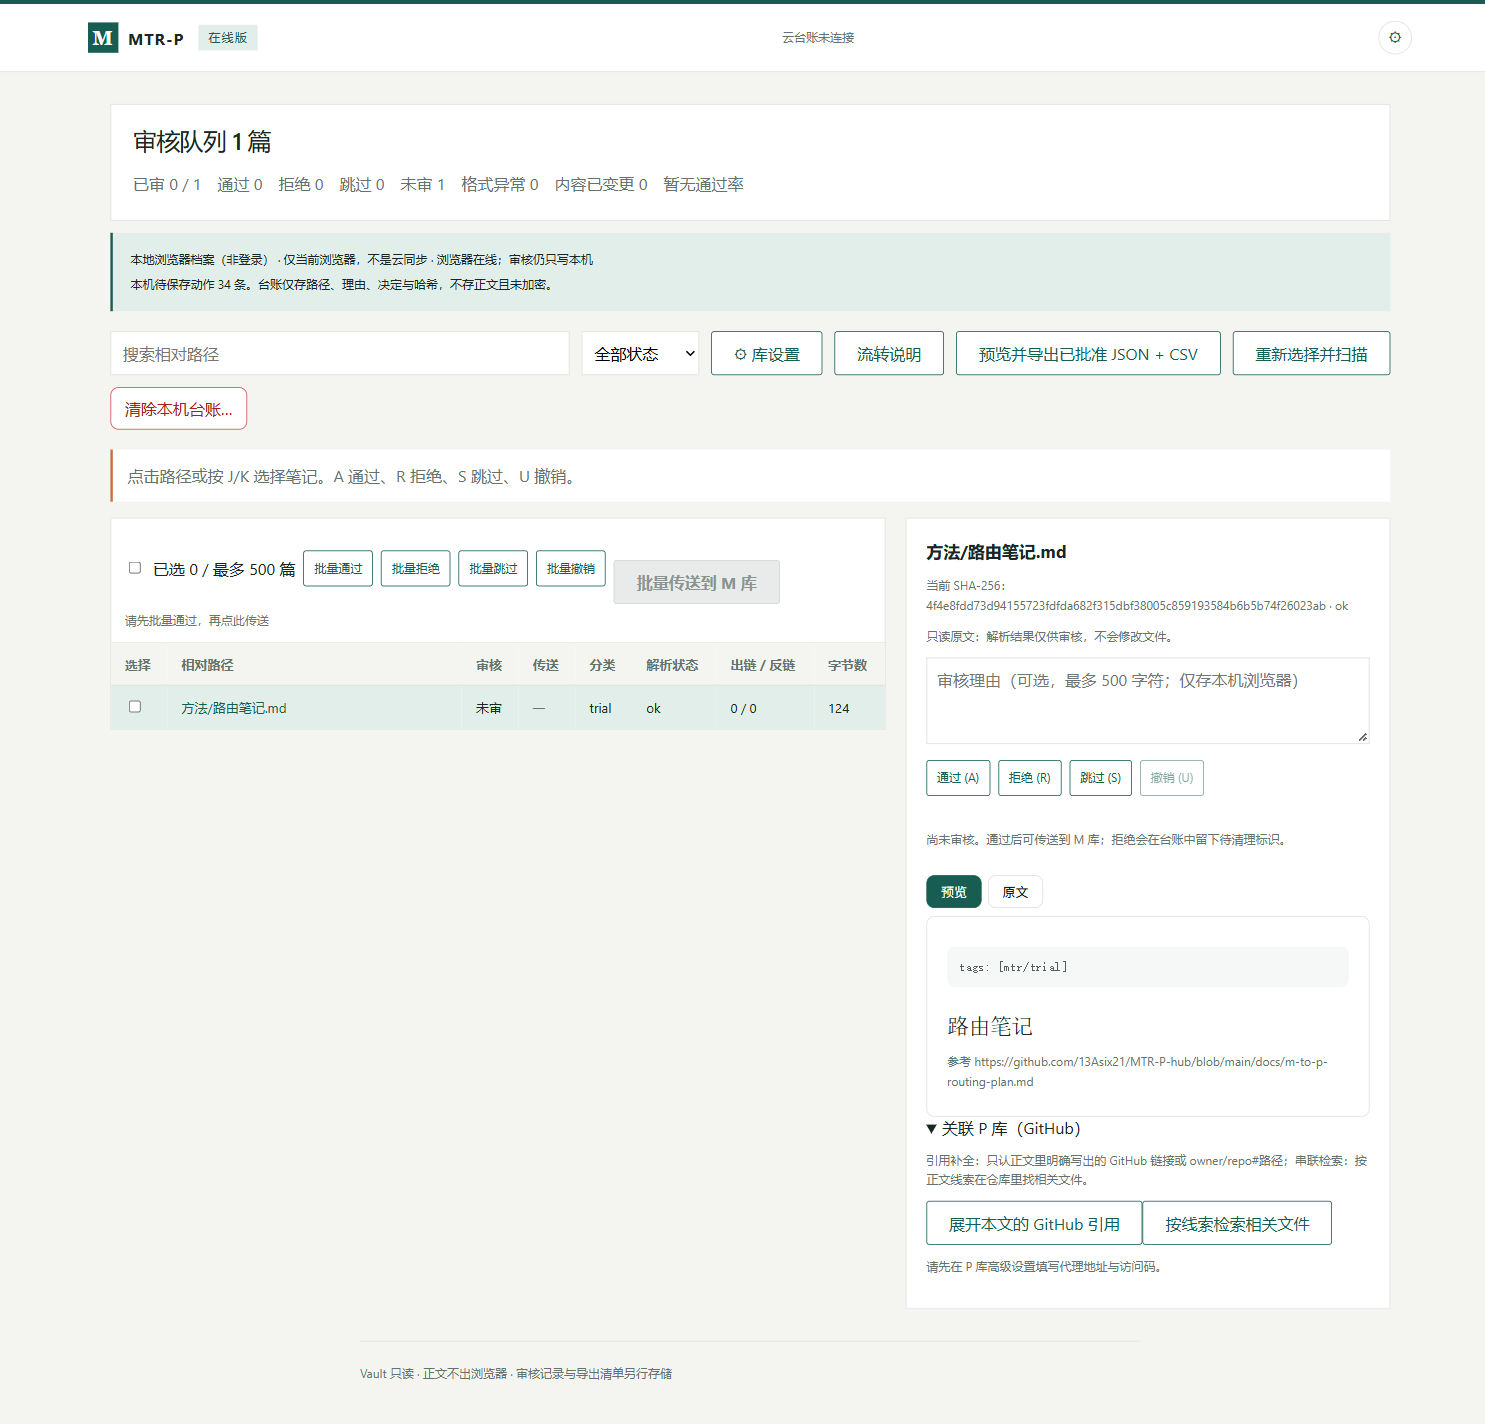 M MTR-P 在线版
云台账未连接
审核队列 1 篇
已审 0 / 1 通过 0 拒绝 0 跳过 0 未审 1 格式异常 0 内容已变更 0 暂无通过率
本地浏览器档案（非登录） · 仅当前浏览器，不是云同步 · 浏览器在线；审核仍只写本机
本机待保存动作 34 条。台账仅存路径、理由、决定与哈希，不存正文且未加密。
搜索相对路径
全部状态
⚙ 库设置
流转说明
预览并导出已批准 JSON + CSV
重新选择并扫描
清除本机台账…
点击路径或按 J/K 选择笔记。A 通过、R 拒绝、S 跳过、U 撤销。
已选 0 / 最多 500 篇 批量通过 批量拒绝 批量跳过 批量撤销 批量传送到 M 库
请先批量通过，再点此传送
选择 相对路径 审核 传送 分类 解析状态 出链 / 反链 字节数
方法/路由笔记.md 未审 — trial ok 0 / 0 124
方法/路由笔记.md
当前 SHA-256：
4f4e8fdd73d94155723fdfda682f315dbf38005c859193584b6b5b74f26023ab · ok
只读原文：解析结果仅供审核，不会修改文件。
审核理由（可选，最多 500 字符；仅存本机浏览器）
通过 (A) 拒绝 (R) 跳过 (S) 撤销 (U)
尚未审核。通过后可传送到 M 库；拒绝会在台账中留下待清理标识。
预览 原文
tags: [mtr/trial]
路由笔记
参考 https://github.com/13Asix21/MTR-P-hub/blob/main/docs/m-to-p-
routing-plan.md
▼ 关联 P 库（GitHub）
引用补全：只认正文里明确写出的 GitHub 链接或 owner/repo#路径；串联检索：按
正文线索在仓库里找相关文件。
展开本文的 GitHub 引用 按线索检索相关文件
请先在 P 库高级设置填写代理地址与访问码。
Vault 只读 · 正文不出浏览器 · 审核记录与导出清单另行存储